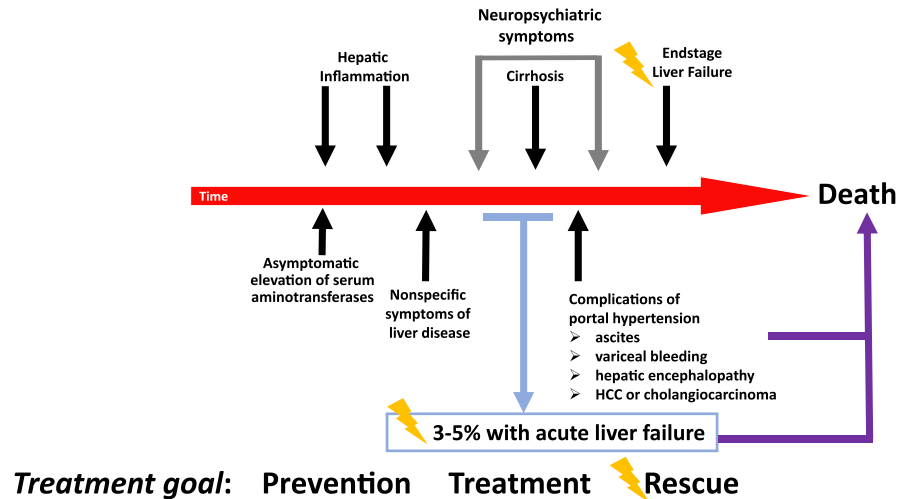 Neuropsychiatric
symptoms
Hepatic
Inflammation
Cirrhosis
Endstage
Liver Failure
Time
Death
Asymptomatic
elevation of serum
aminotransferases
Nonspecific
symptoms of
liver disease
Complications of
portal hypertension
➢ ascites
➢ variceal bleeding
➢ hepatic encephalopathy
➢ HCC or cholangiocarcinoma
3-5% with acute liver failure
Treatment goal: Prevention Treatment Rescue